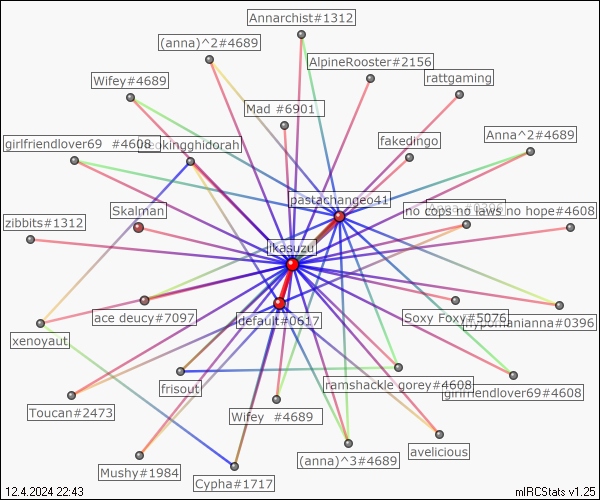 Annarchist#1312
(anna)^2#4689
AlpineRooster#2156
Wifey#4689
rattgaming
Mad #6901
girlfriendlover69 #4608
okingghidorah
fakedingo
Anna^2#4689
pastachangeo41
Skalman
#0396
no cops no laws no hope#4608
zibbits#1312
ikasuzu
ace deucy#7097
default#0617
Soxy Foxy#5076
hypomanianna#0396
xenoyaut
frisout
ramshackle gorey#4608
girlfriendlover69#4608
Toucan#2473
Wifey #4689
avelicious
Mushy#1984
Cypha#1717
(anna)^3#4689
12.4.2024 22:43
mIRCStats v1.25